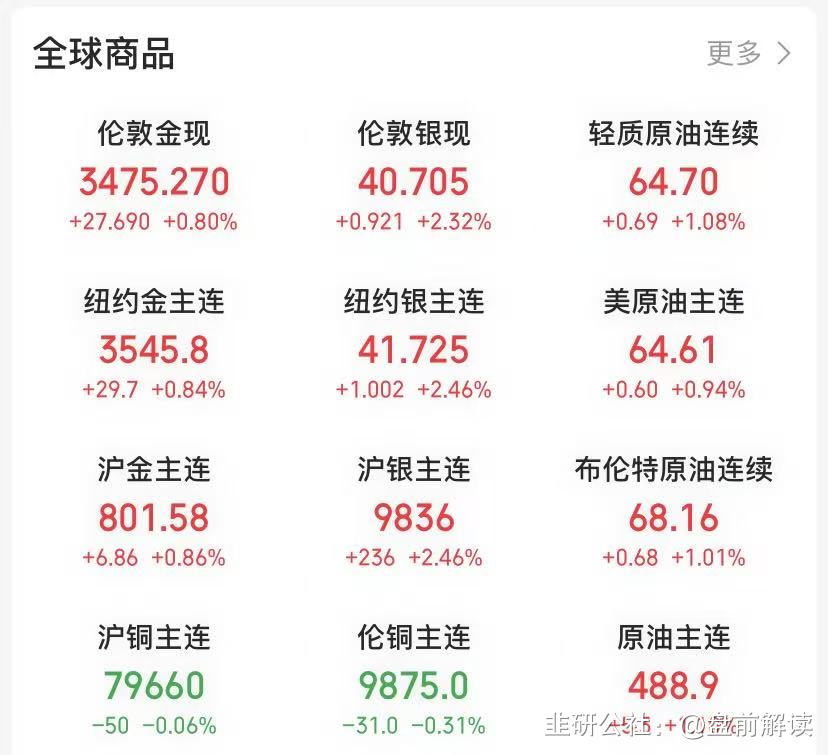 全球商品
更多 >
伦敦金现 伦敦银现 轻质原油连续
3475.270 40.705 64.70
+27.690 +0.80% +0.921 +2.32% +0.69 +1.08%
纽约金主连 纽约银主连 美原油主连
3545.8 41.725 64.61
+29.7 +0.84% +1.002 +2.46% +0.60 +0.94%
沪金主连 沪银主连 布伦特原油连续
801.58 9836 68.16
+6.86 +0.86% +236 +2.46% +0.68 +1.01%
沪铜主连 伦铜主连 原油主连
79660 9875.0 488.9
-50 -0.06% -31.0 -0.31%
韭研公社：@盘前解读